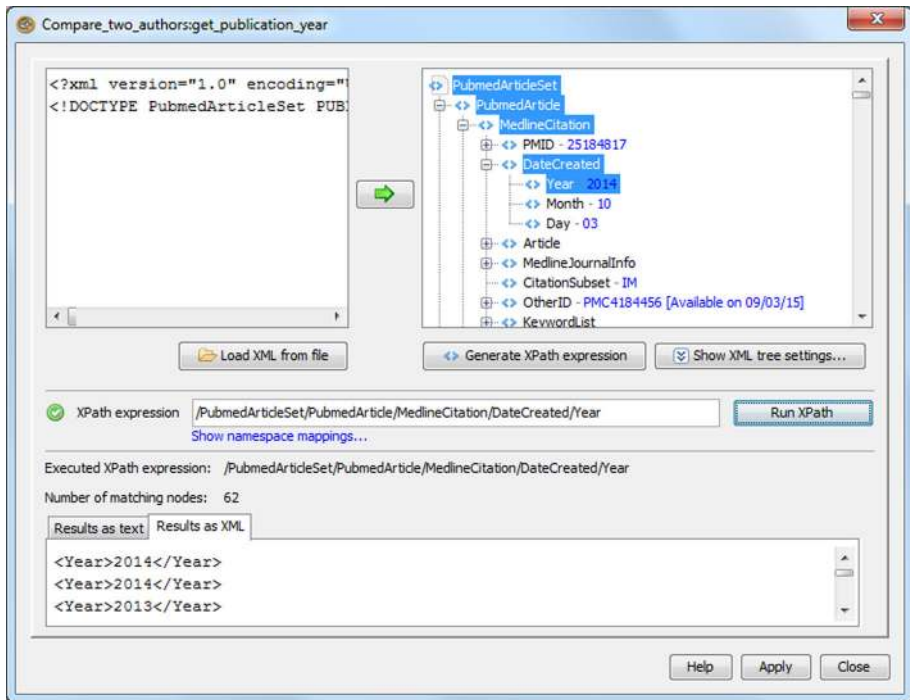 Compare_two_authors:get_publication_year
<?xml version="1.0" encoding="
<!DOCTYPE PubmedArticleSet PUB
PubmedArticleSet
PubmedArticle
MedlineCitation
PMID - 25184817
DateCreated
Year - 2014
Month - 10
Day - 03
Article
MedlineJournalInfo
CitationSubset - IM
OtherID - PMC4184456 [Available on 09/03/15]
KeywordList
Load XML from file
Generate XPath expression
Show XML tree settings...
XPath expression
/PubmedArticleSet/PubmedArticle/MedlineCitation/DateCreated/Year
Run XPath
Show namespace mappings...
Executed XPath expression: /PubmedArticleSet/PubmedArticle/MedlineCitation/DateCreated/Year
Number of matching nodes: 62
Results as text Results as XML
<Year>2014</Year>
<Year>2014</Year>
<Year>2013</Year>
Help Apply Close